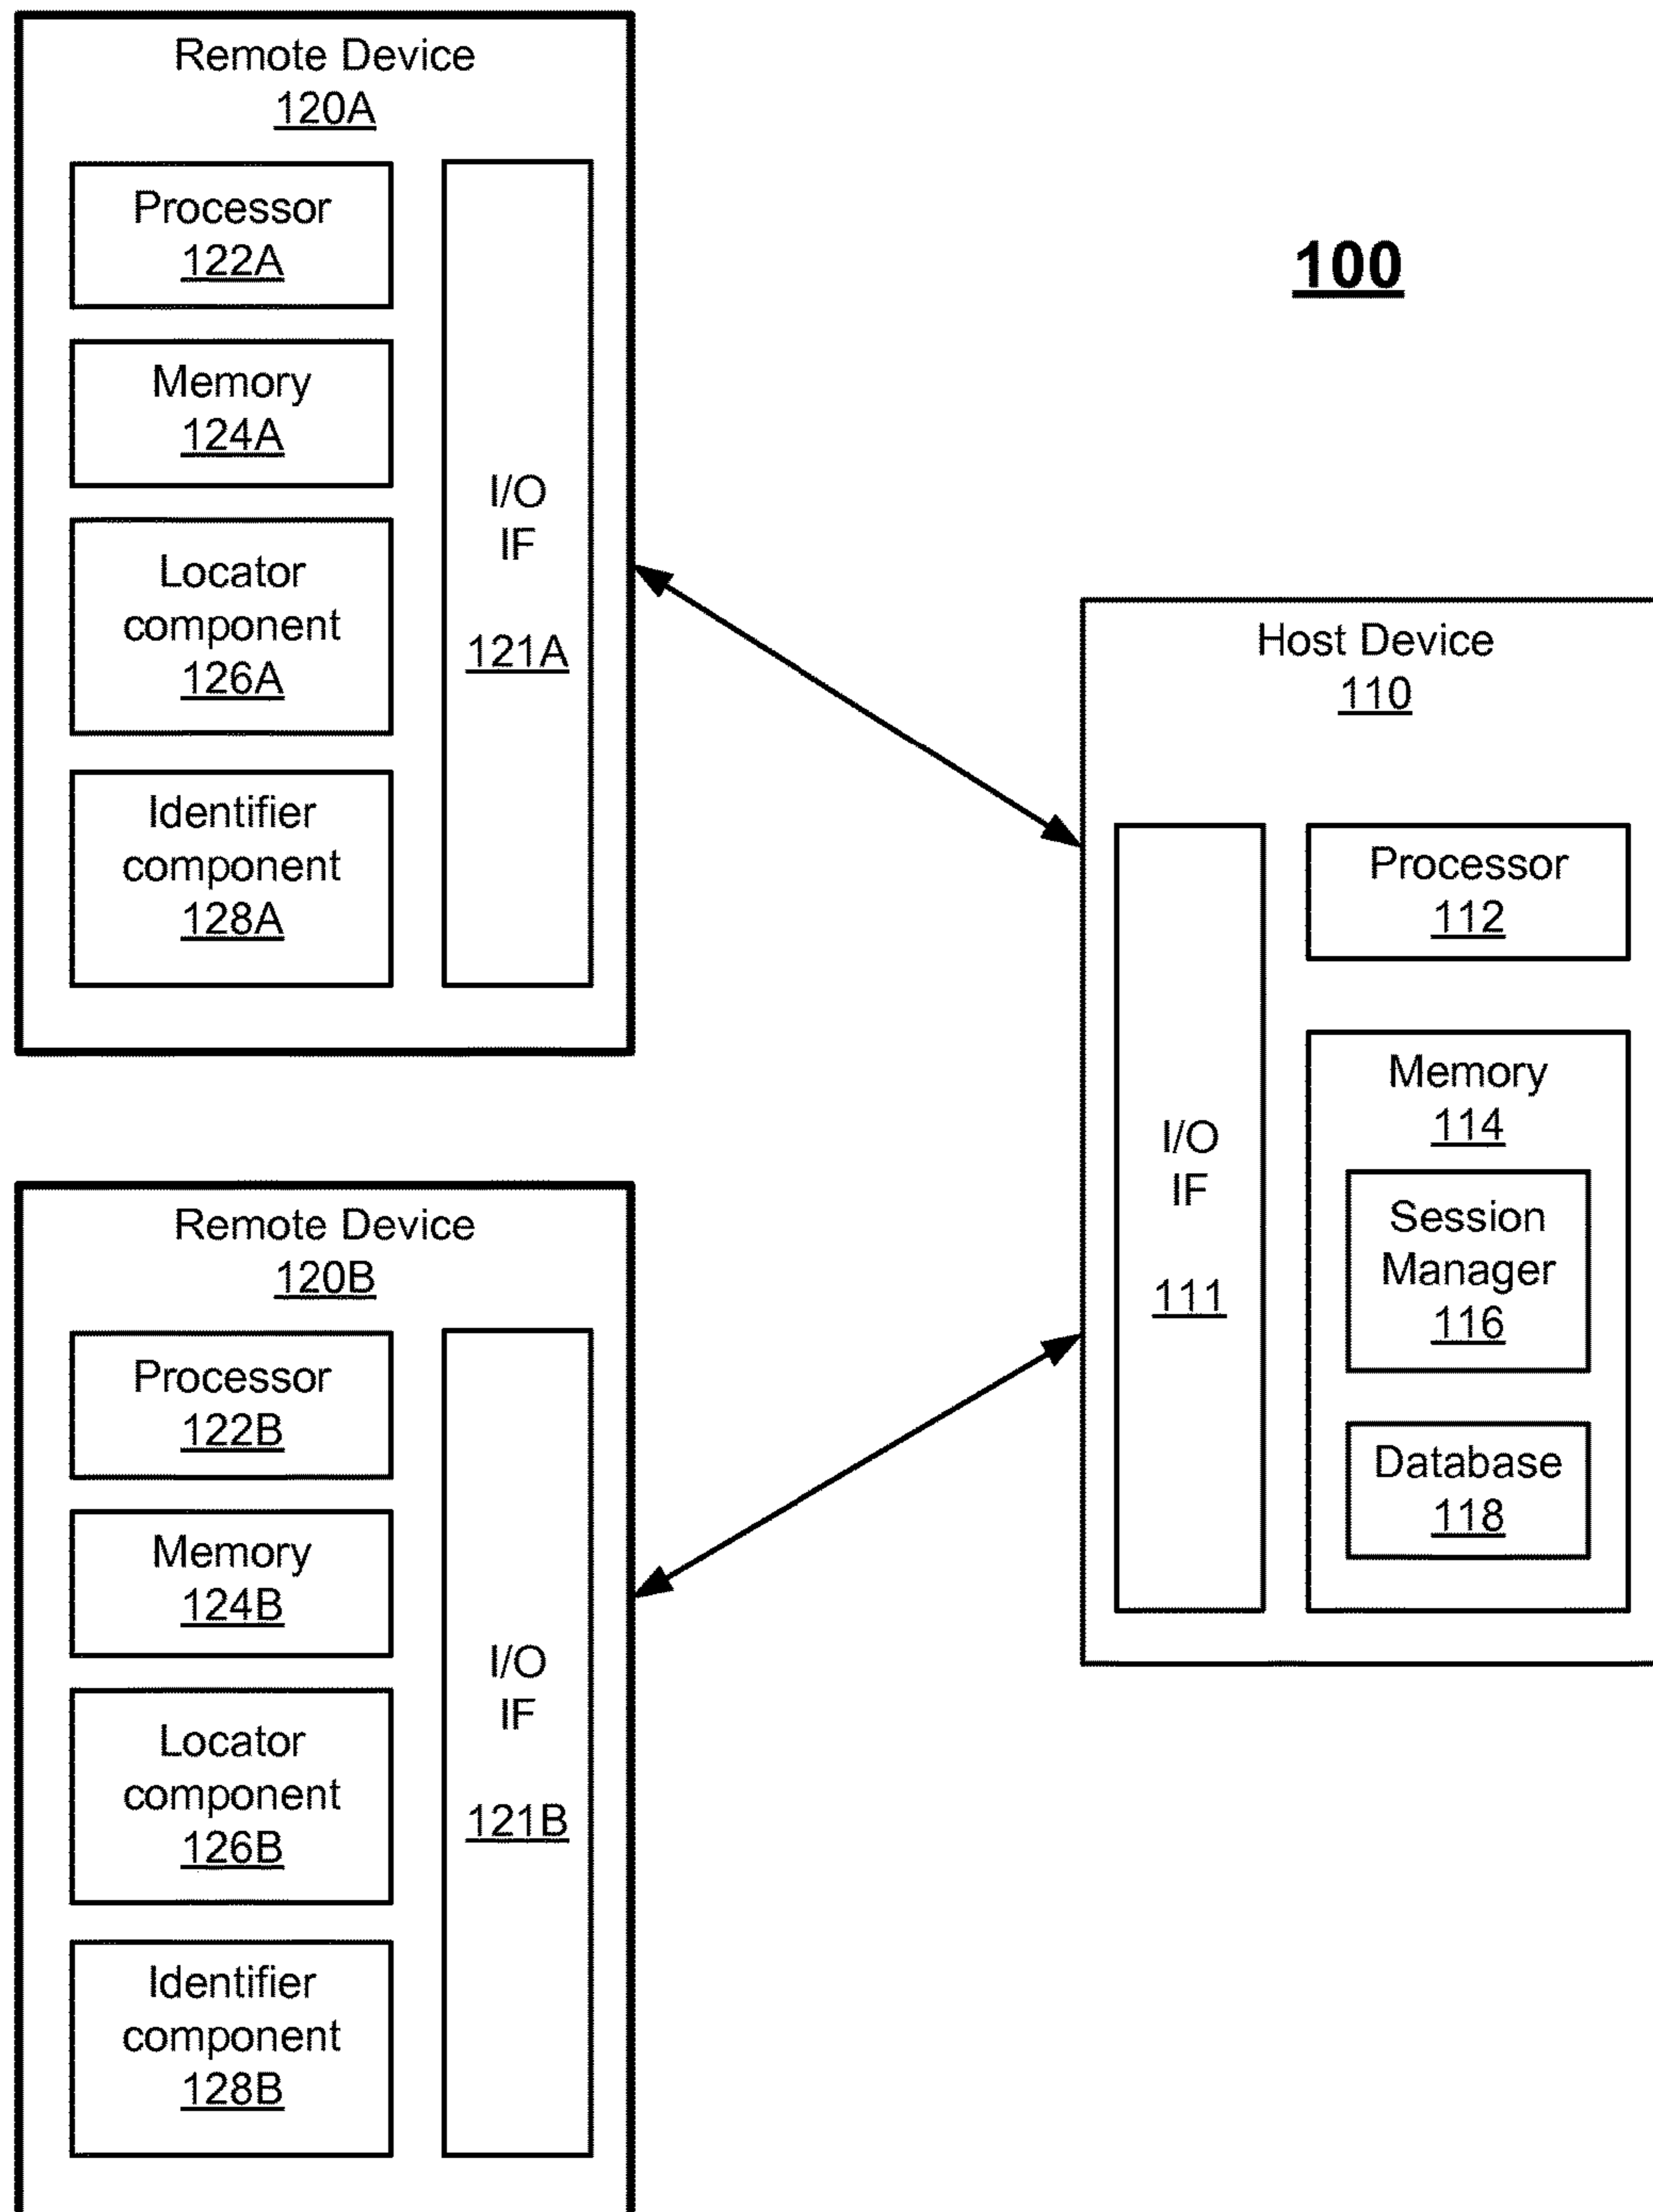 Remote Device
120A
Processor
122A
Memory
124A
Locator
component
126A
Identifier
component
128A
I/O
IF
121A
100
Host Device
110
I/O
IF
111
Processor
112
Memory
114
Session
Manager
116
Database
118
Remote Device
120B
Processor
122B
Memory
124B
Locator
component
126B
Identifier
component
128B
I/O
IF
121B